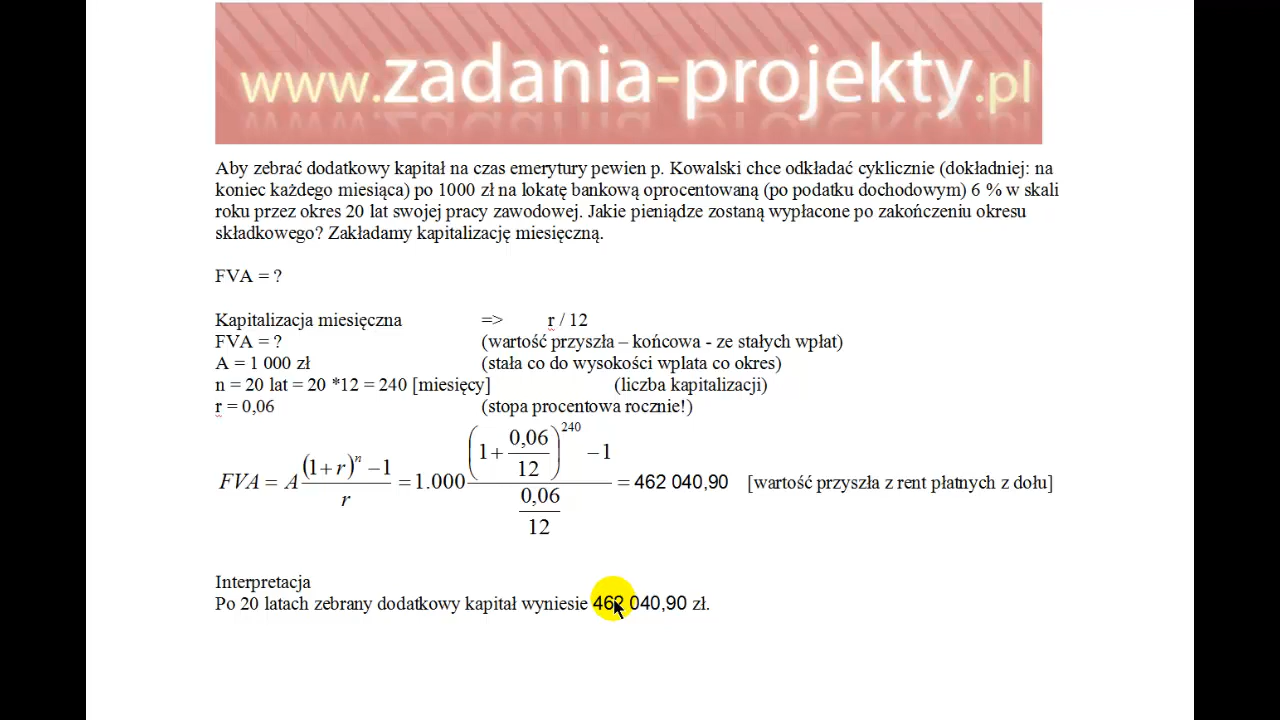 www.zadania-projekty.pl
Aby zebrać dodatkowy kapitał na czas emerytury pewien p. Kowalski chce odkładać cyklicznie (dokładniej: na
koniec każdego miesiąca) po 1000 zł na lokatę bankową oprocentowaną (po podatku dochodowym) 6 % w skali
roku przez okres 20 lat swojej pracy zawodowej. Jakie pieniądze zostaną wypłacone po zakończeniu okresu
składkowego? Zakładamy kapitalizację miesięczną.
FVA = ?
Kapitalizacja miesięczna => r / 12
FVA = ? (wartość przyszła – końcowa - ze stałych wpłat)
A = 1 000 zł (stała co do wysokości wplata co okres)
n = 20 lat = 20 *12 = 240 [miesięcy] (liczba kapitalizacji)
r = 0,06 (stopa procentowa rocznie!)
FVA = A ((1+r)^n −1) / r = 1.000 ((1+ 0,06/12)^240 −1) / (0,06/12) = 462 040,90 [wartość przyszła z rent płatnych z dołu]
Interpretacja
Po 20 latach zebrany dodatkowy kapitał wyniesie 462 040,90 zł.